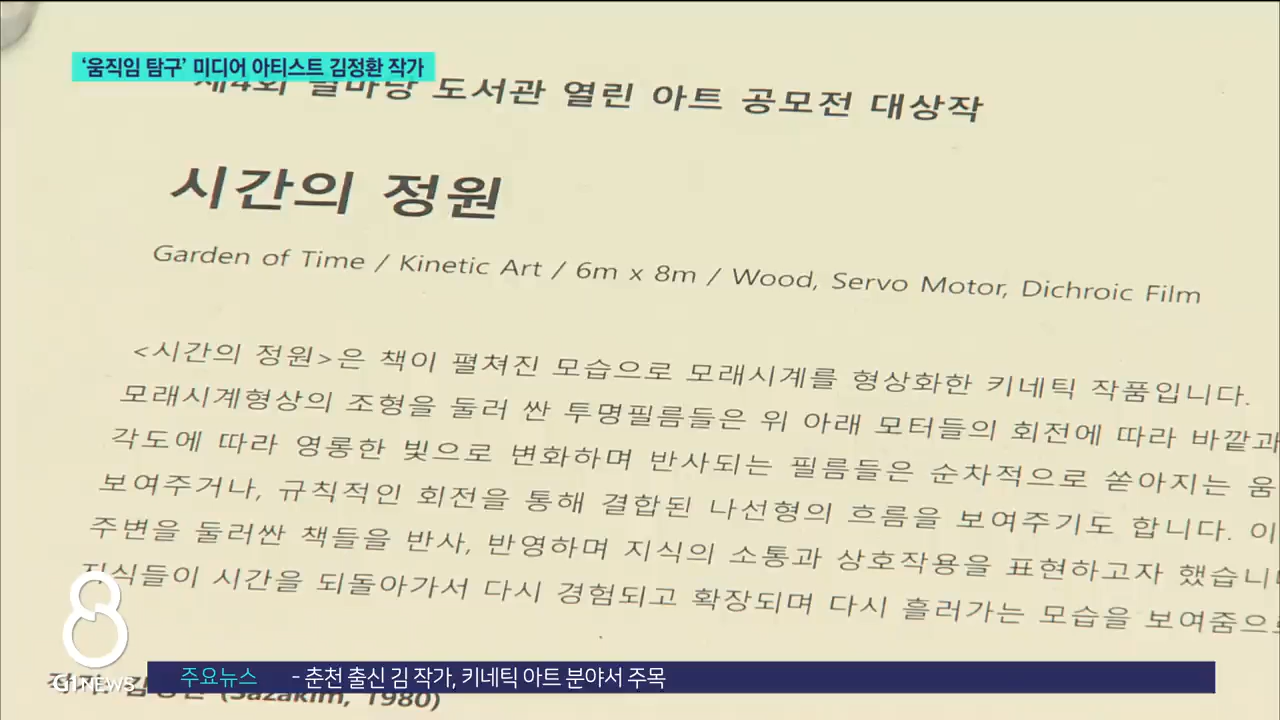 ‘움직임 탐구’ 미디어 아티스트 김정환 작가
제4회 별마당 도서관 열린 아트 공모전 대상작
시간의 정원
Garden of Time / Kinetic Art / 6m x 8m / Wood, Servo Motor, Dichroic Film
<시간의 정원>은 책이 펼쳐진 모습으로 모래시계를 형상화한 키네틱 작품입니다.
모래시계형상의 조형을 둘러 싼 투명필름들은 위 아래 모터들의 회전에 따라 바깥과
각도에 따라 영롱한 빛으로 변화하며 반사되는 필름들은 순차적으로 쏟아지는 움
보여주거나, 규칙적인 회전을 통해 결합된 나선형의 흐름을 보여주기도 합니다. 이
주변을 둘러싼 책들을 반사, 반영하며 지식의 소통과 상호작용을 표현하고자 했습니
지식들이 시간을 되돌아가서 다시 경험되고 확장되며 다시 흘러가는 모습을 보여줌으
8
G1 NEWS
주요뉴스 - 춘천 출신 김 작가, 키네틱 아트 분야서 주목
(Sazakim, 1980)